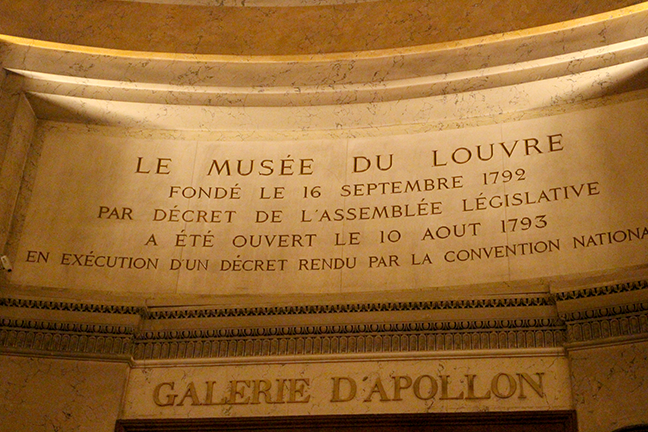 LE MUSÉE DU LOUVRE
FONDÉ LE 16 SEPTEMBRE 1792
PAR DÉCRET DE L'ASSEMBLÉE LÉGISLATIVE
A ÉTÉ OUVERT LE 10 AOUT 1793
EN EXÉCUTION D'UN DÉCRET RENDU PAR LA CONVENTION NATIONA
GALERIE D'APOLLON